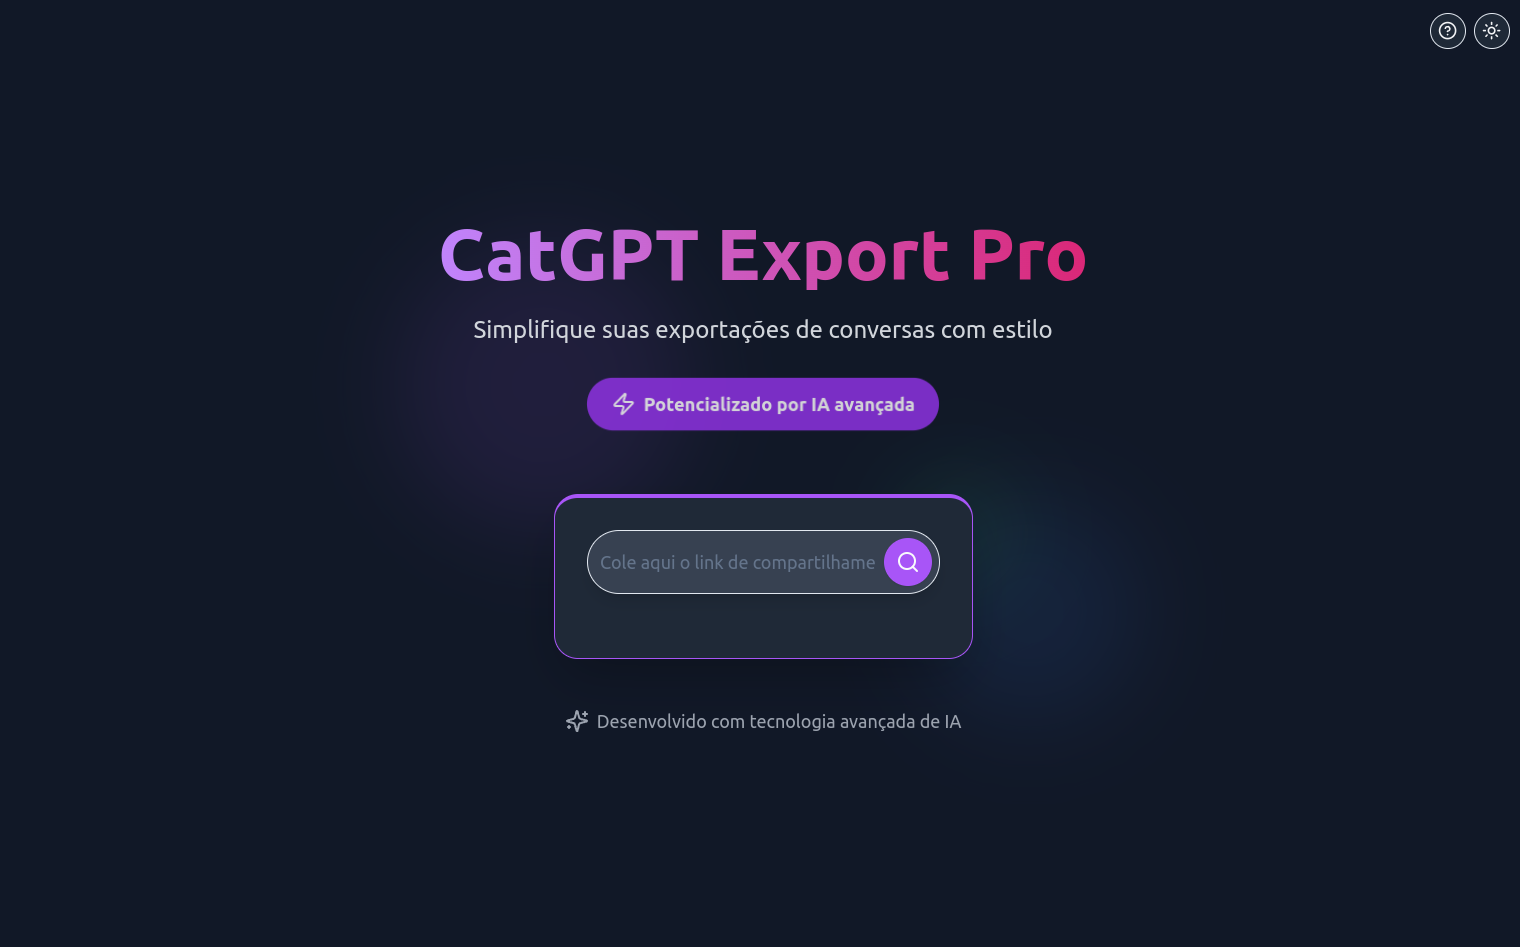 CatGPT Export Pro
Simplifique suas exportações de conversas com estilo
Potencializado por IA avançada
Cole aqui o link de compartilhame
Desenvolvido com tecnologia avançada de IA